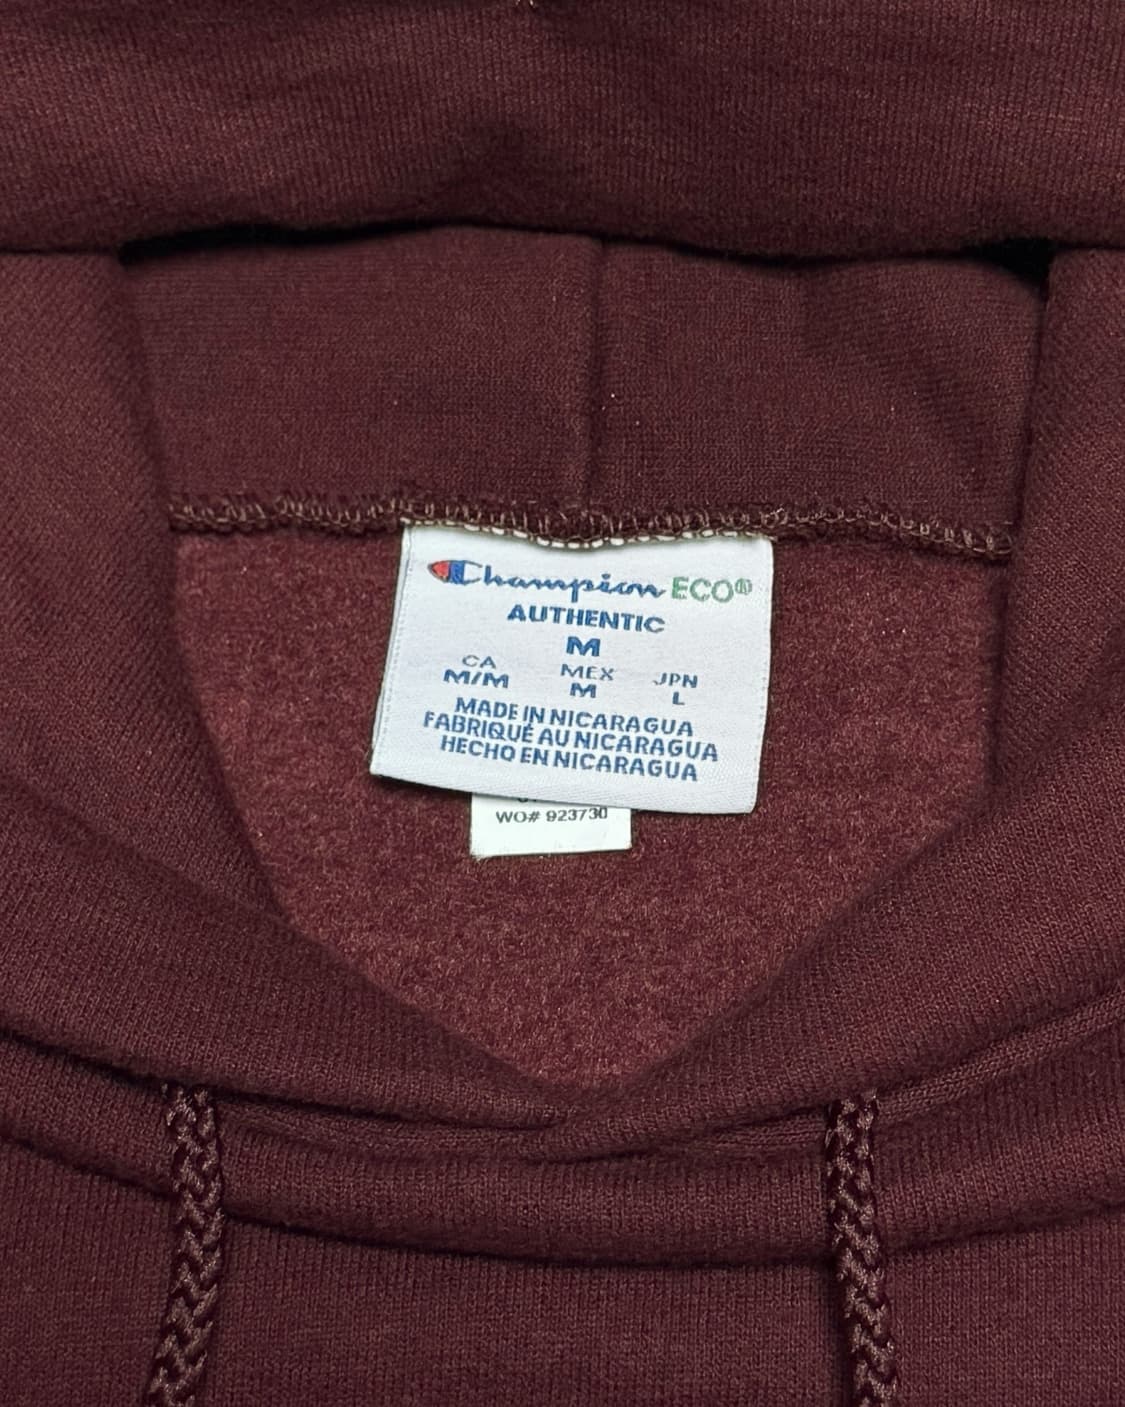 Champion ECO®
AUTHENTIC
M
CA MEX JPN
M/M M L
MADE IN NICARAGUA
FABRIQUÉ AU NICARAGUA
HECHO EN NICARAGUA
WO# 923730